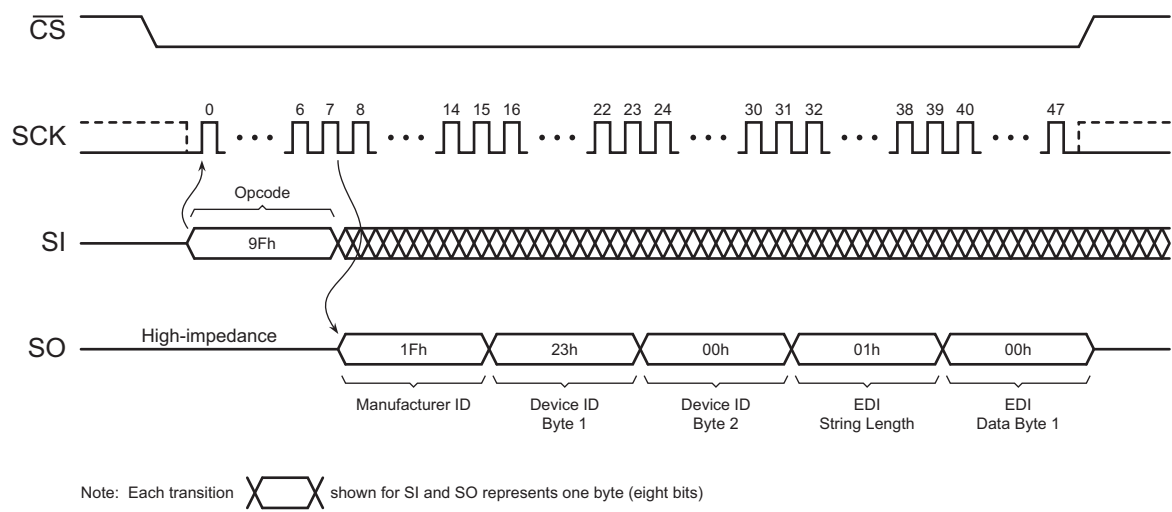 CS
SCK
0 6 7 8 14 15 16 22 23 24 30 31 32 38 39 40 47
Opcode
SI
9Fh
SO
High-impedance
1Fh 23h 00h 01h 00h
Manufacturer ID Device ID Device ID EDI EDI
Byte 1 Byte 2 String Length Data Byte 1
Note: Each transition shown for SI and SO represents one byte (eight bits)